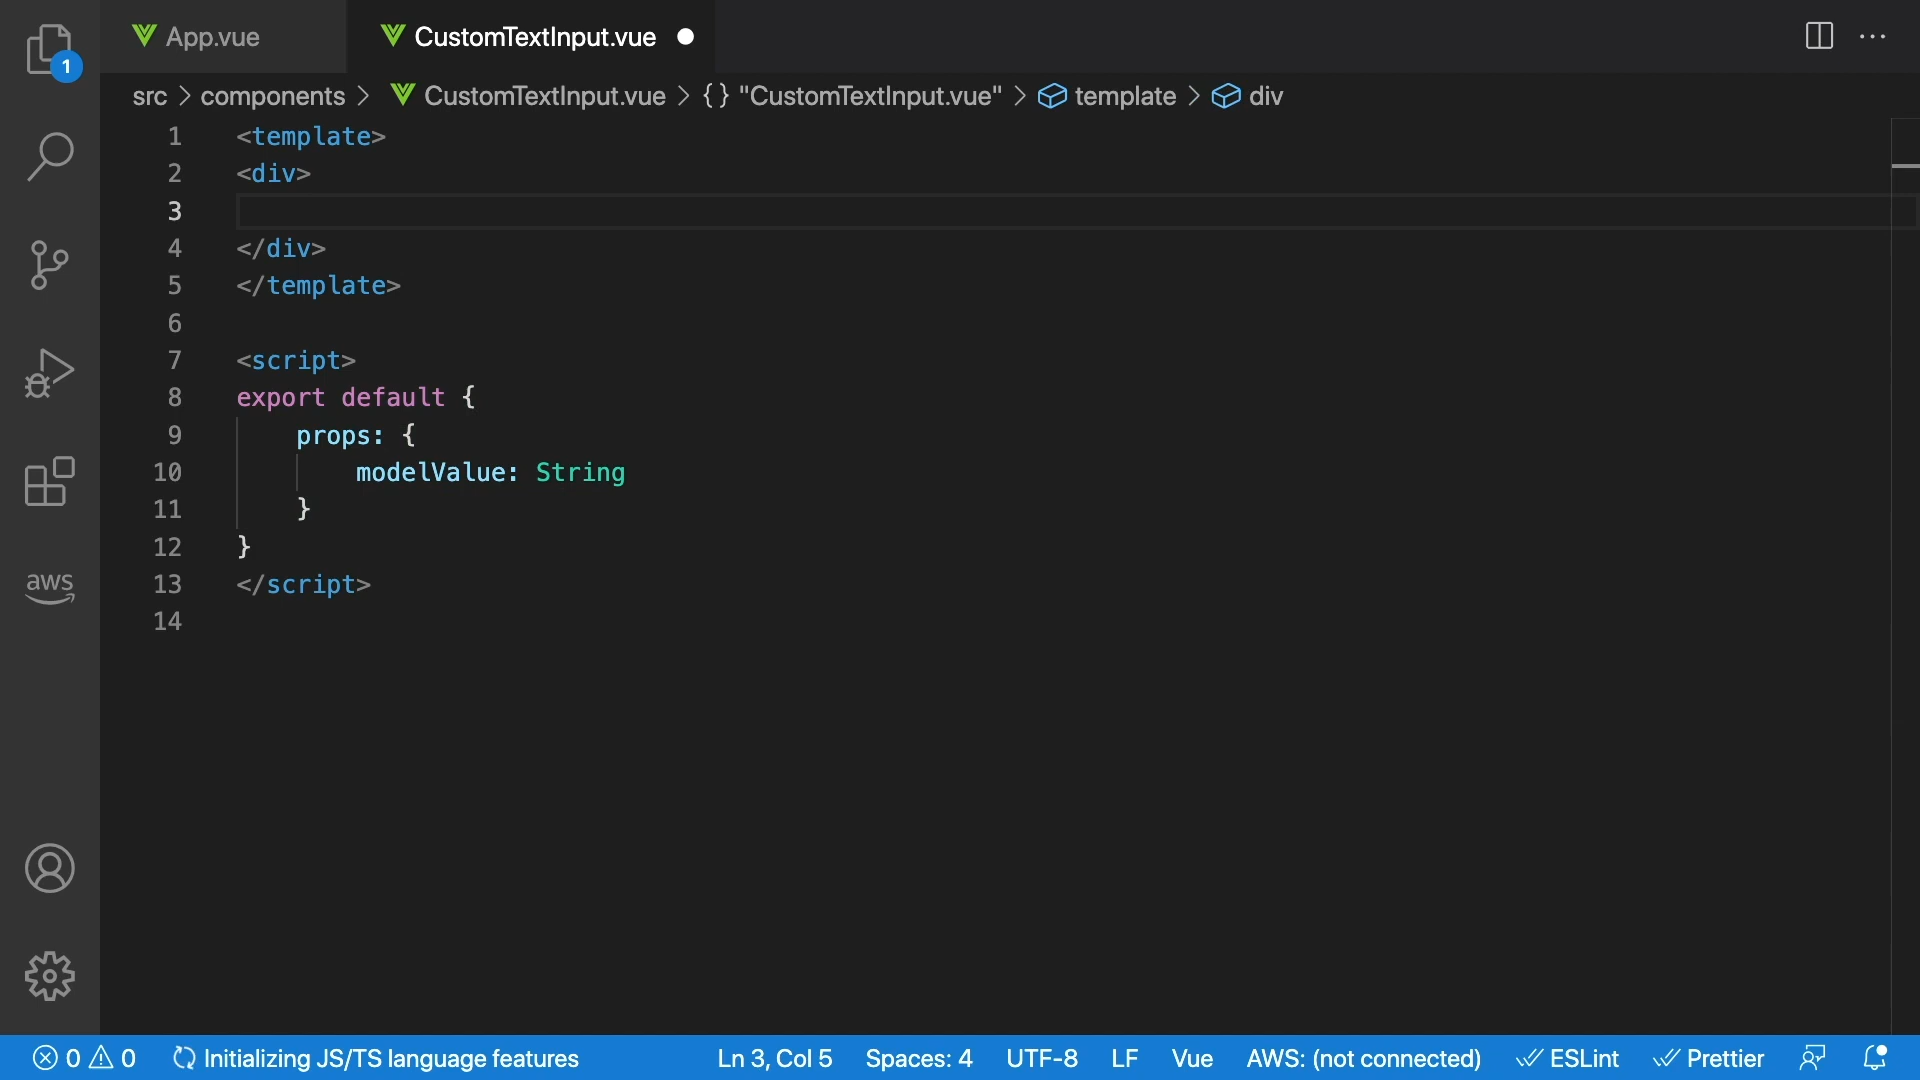 App.vue
CustomTextInput.vue
1
src > components > CustomTextInput.vue > {} "CustomTextInput.vue" > template > div
1 <template>
2 <div>
3
4 </div>
5 </template>
6
7 <script>
8 export default {
9 props: {
10 modelValue: String
11 }
12 }
13 </script>
14
aws
0 0 Initializing JS/TS language features Ln 3, Col 5 Spaces: 4 UTF-8 LF Vue AWS: (not connected) ESLint Prettier